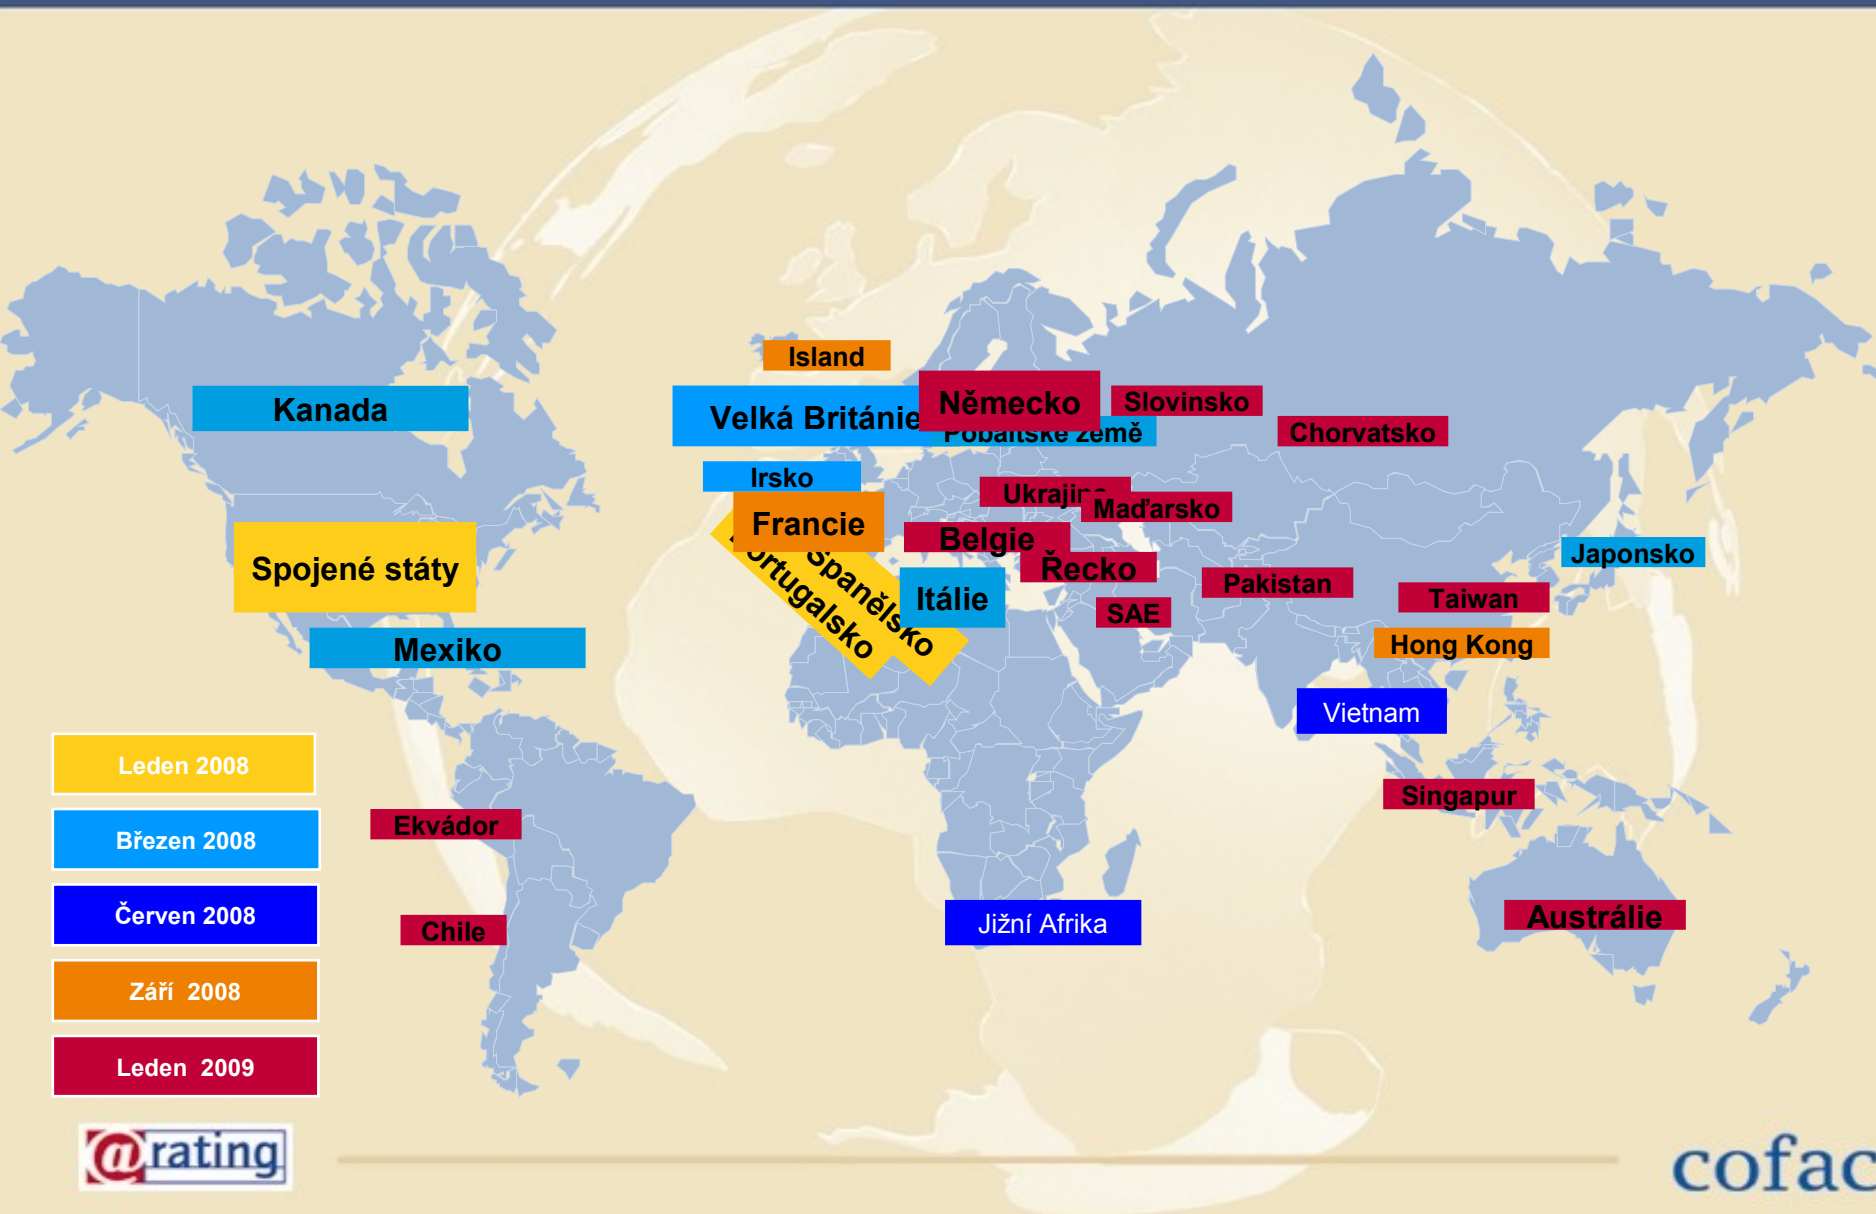 Island
Kanada
Velká Británie
Německo
Slovinsko
Pobaltské země
Chorvatsko
Irsko
Ukrajina
Maďarsko
Francie
Belgie
Japonsko
Spojené státy
Portugalsko
Španělsko
Řecko
Itálie
Pakistan
Taiwan
SAE
Mexiko
Hong Kong
Vietnam
Leden 2008
Singapur
Ekvádor
Březen 2008
Červen 2008
Chile
Jižní Afrika
Austrálie
Září 2008
Leden 2009
@rating
cofac